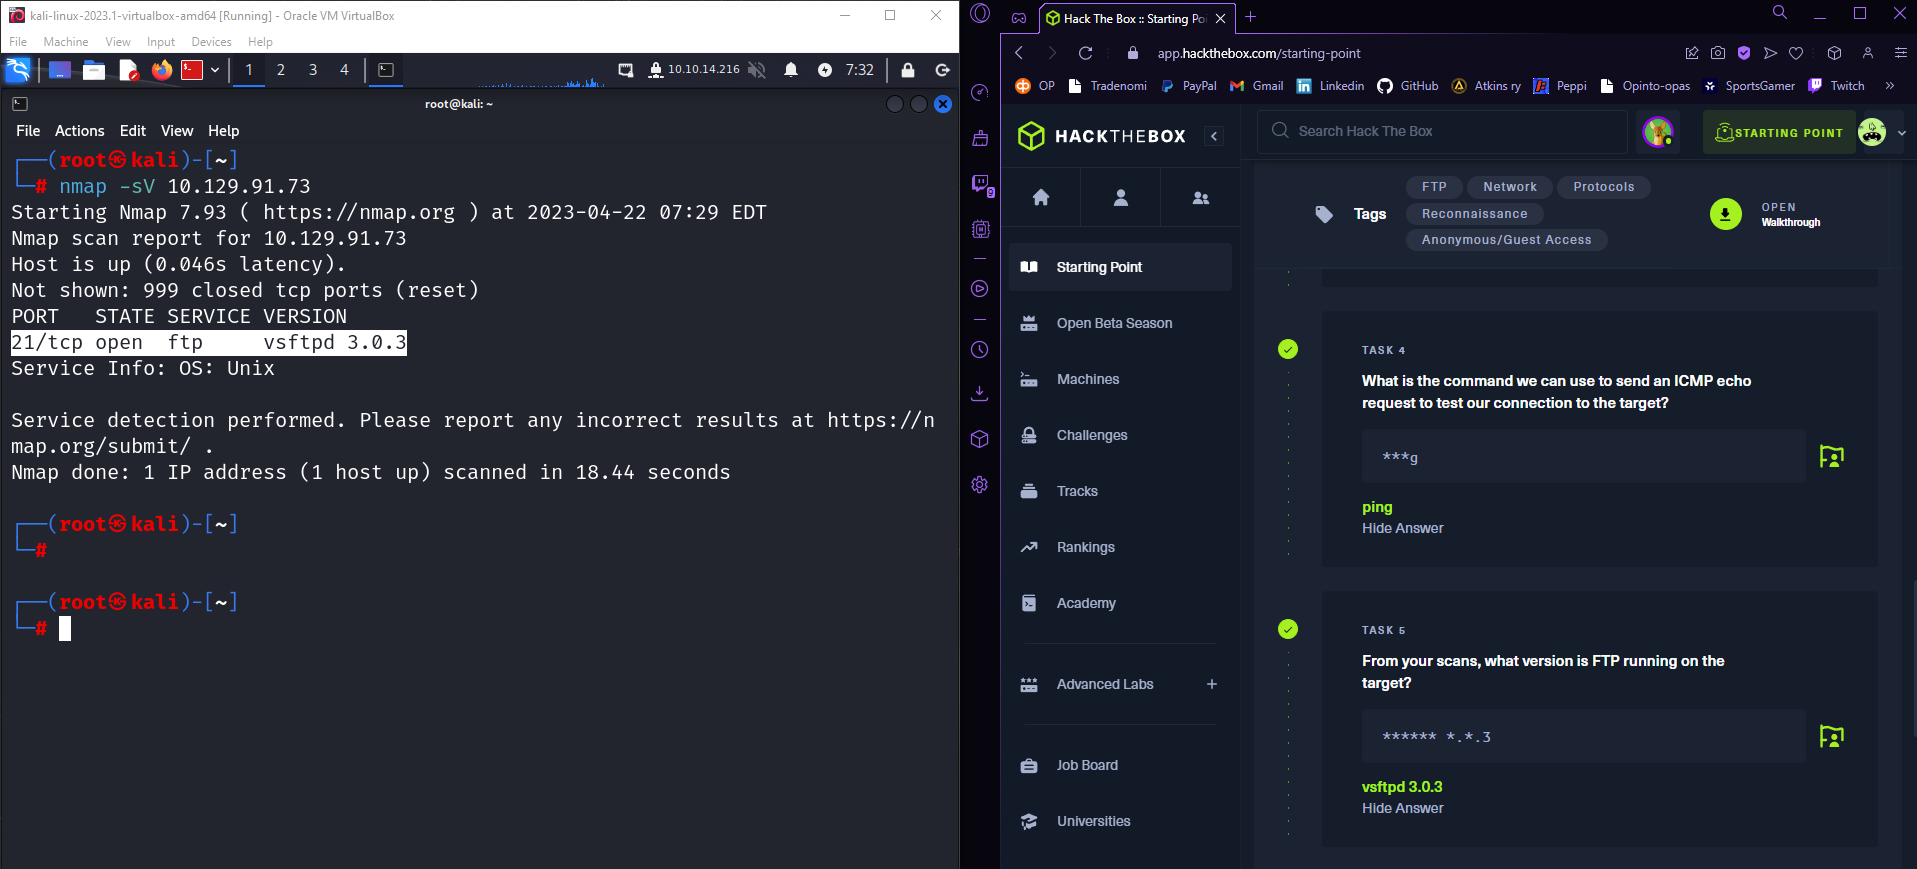 kali-linux-2023.1-virtualbox-amd64 [Running] - Oracle VM VirtualBox
File Machine View Input Devices Help
1 2 3 4 10.10.14.216 7:32
root@kali: ~
File Actions Edit View Help
┌──(root㉿kali)-[~]
└─# nmap -sV 10.129.91.73
Starting Nmap 7.93 ( https://nmap.org ) at 2023-04-22 07:29 EDT
Nmap scan report for 10.129.91.73
Host is up (0.046s latency).
Not shown: 999 closed tcp ports (reset)
PORT   STATE SERVICE VERSION
21/tcp open  ftp     vsftpd 3.0.3
Service Info: OS: Unix
Service detection performed. Please report any incorrect results at https://n
map.org/submit/ .
Nmap done: 1 IP address (1 host up) scanned in 18.44 seconds
┌──(root㉿kali)-[~]
└─#
┌──(root㉿kali)-[~]
└─#
Hack The Box :: Starting Po
app.hackthebox.com/starting-point
OP Tradenomi PayPal Gmail Linkedin GitHub Atkins ry Peppi Opinto-opas SportsGamer Twitch »
HACKTHEBOX
Search Hack The Box
STARTING POINT
Starting Point
Open Beta Season
Machines
Challenges
Tracks
Rankings
Academy
Advanced Labs +
Job Board
Universities
Tags
FTP Network Protocols
Reconnaissance
Anonymous/Guest Access
OPEN
Walkthrough
TASK 4
What is the command we can use to send an ICMP echo
request to test our connection to the target?
***g
ping
Hide Answer
TASK 5
From your scans, what version is FTP running on the
target?
****** *.*.3
vsftpd 3.0.3
Hide Answer